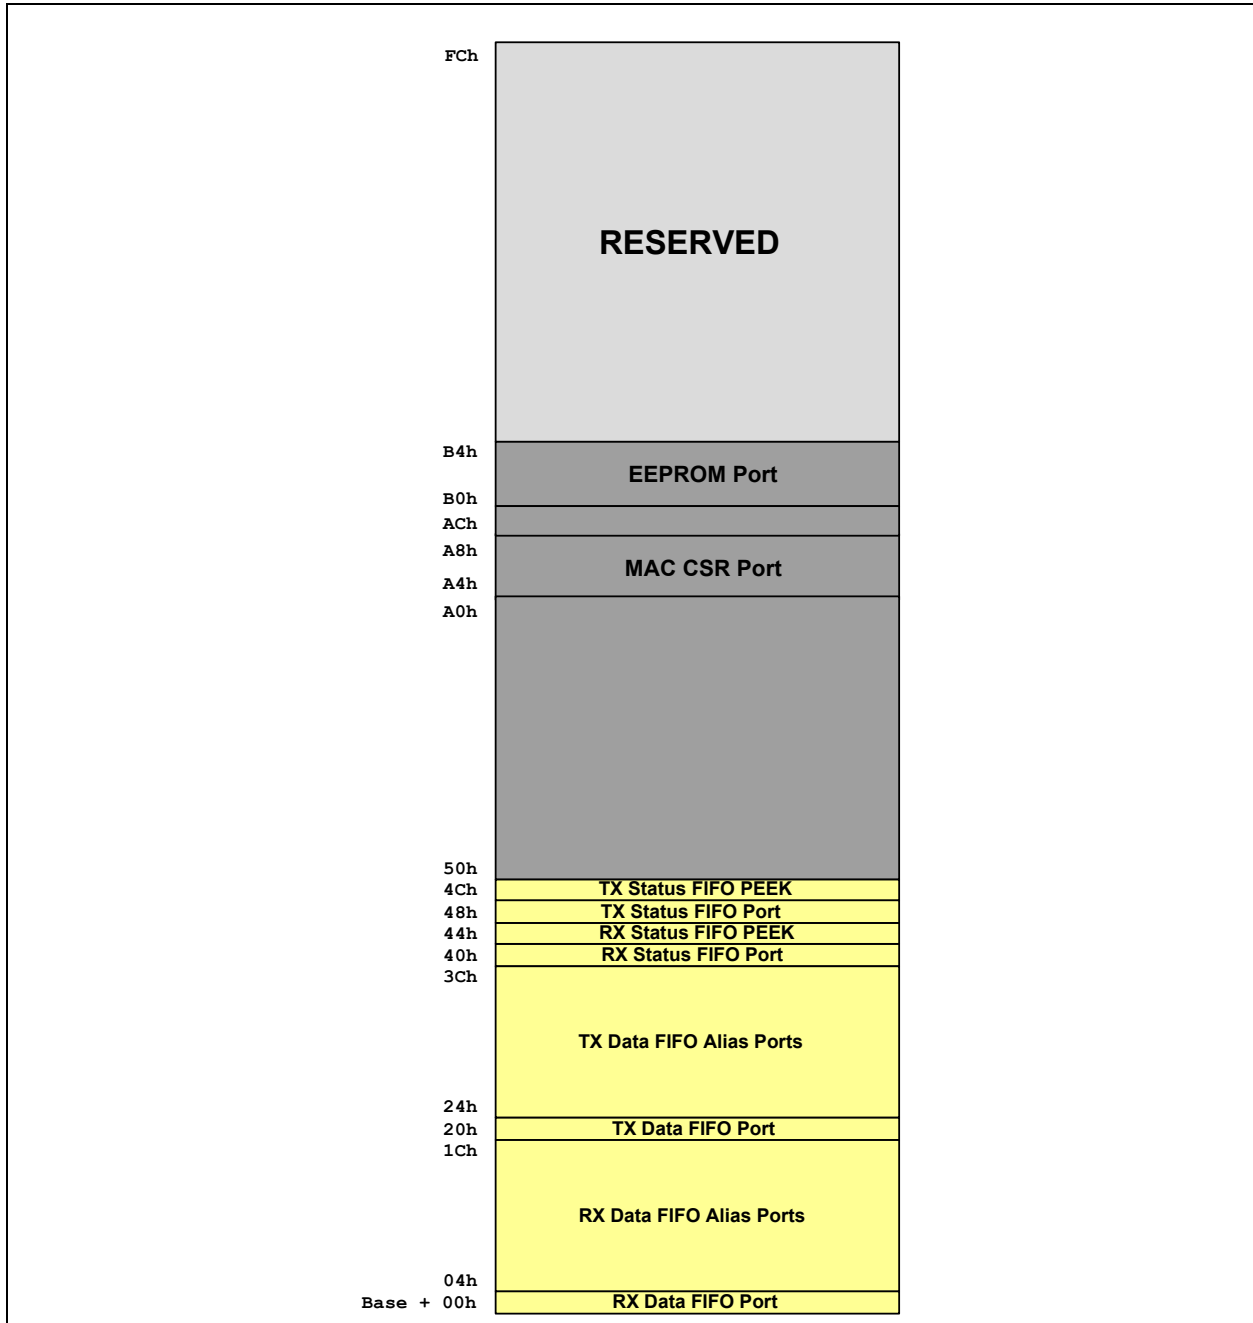 FCh
RESERVED
B4h
EEPROM Port
B0h
ACh
A8h
MAC CSR Port
A4h
A0h
50h
4Ch TX Status FIFO PEEK
48h TX Status FIFO Port
44h RX Status FIFO PEEK
40h RX Status FIFO Port
3Ch
TX Data FIFO Alias Ports
24h
20h TX Data FIFO Port
1Ch
RX Data FIFO Alias Ports
04h
Base + 00h RX Data FIFO Port